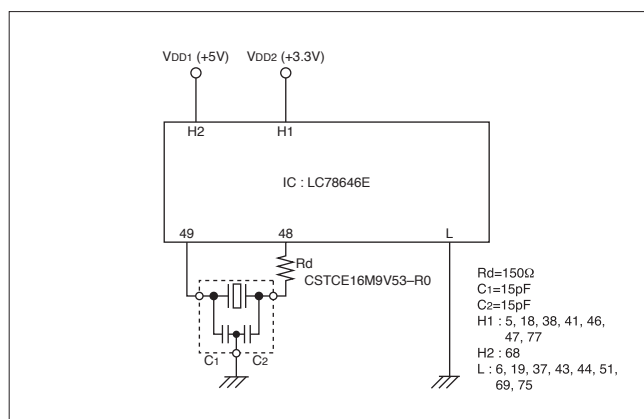 VDD1 (+5V) VDD2 (+3.3V)
H2 H1
IC : LC78646E
49 48 L
Rd
CSTCE16M9V53–R0
C1 C2
Rd=150Ω
C1=15pF
C2=15pF
H1 : 5, 18, 38, 41, 46,
47, 77
H2 : 68
L : 6, 19, 37, 43, 44, 51,
69, 75